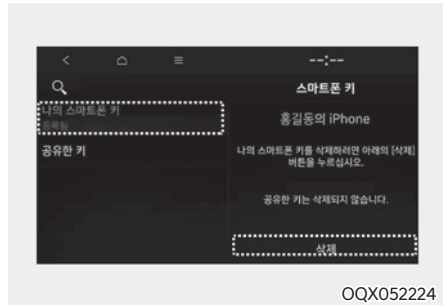 --:--
스마트폰 키
나의 스마트폰 키
등록됨
공유한 키
홍길동의 iPhone
나의 스마트폰 키를 삭제하려면 아래의 [삭제]
버튼을 누르십시오.
공유한 키는 삭제되지 않습니다.
삭제
OQX052224